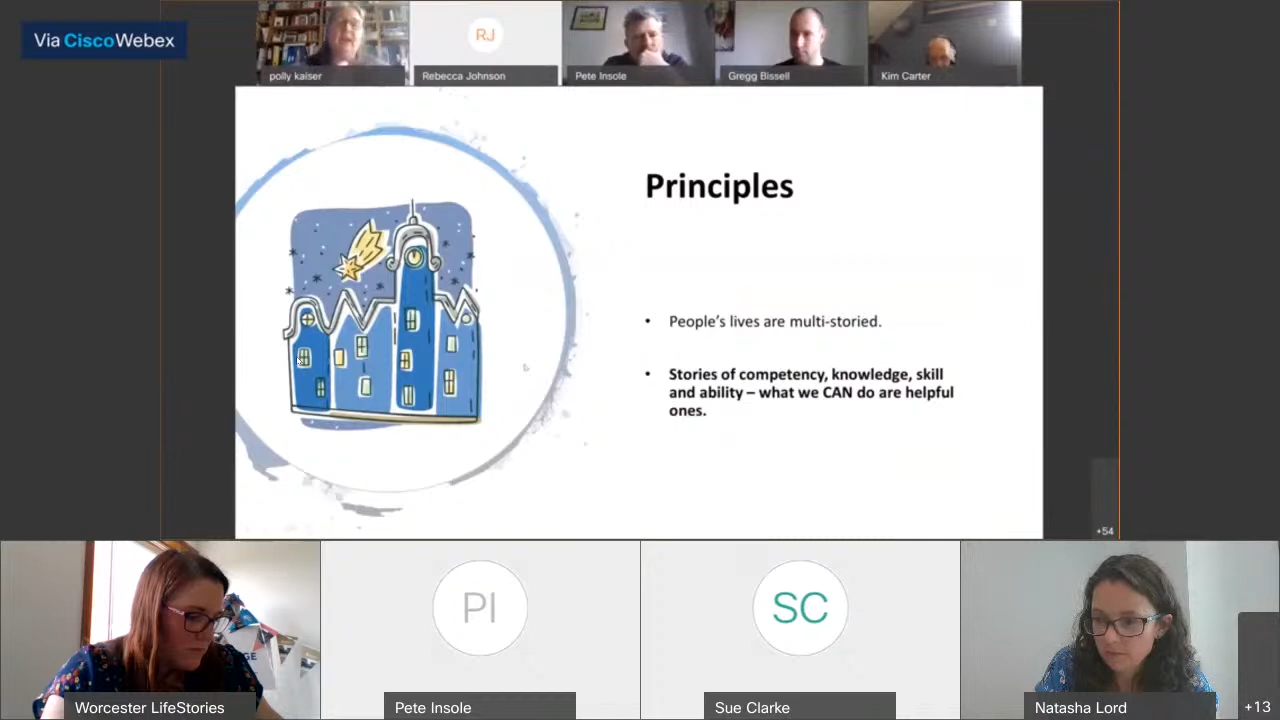 Via CiscoWebex
RJ
polly kaiser
Rebecca Johnson
Pete Insole
Gregg Bissell
Kim Carter
Principles
• People's lives are multi-storied.
• Stories of competency, knowledge, skill
and ability – what we CAN do are helpful
ones.
+54
PI
SC
Worcester LifeStories
Pete Insole
Sue Clarke
Natasha Lord
+13